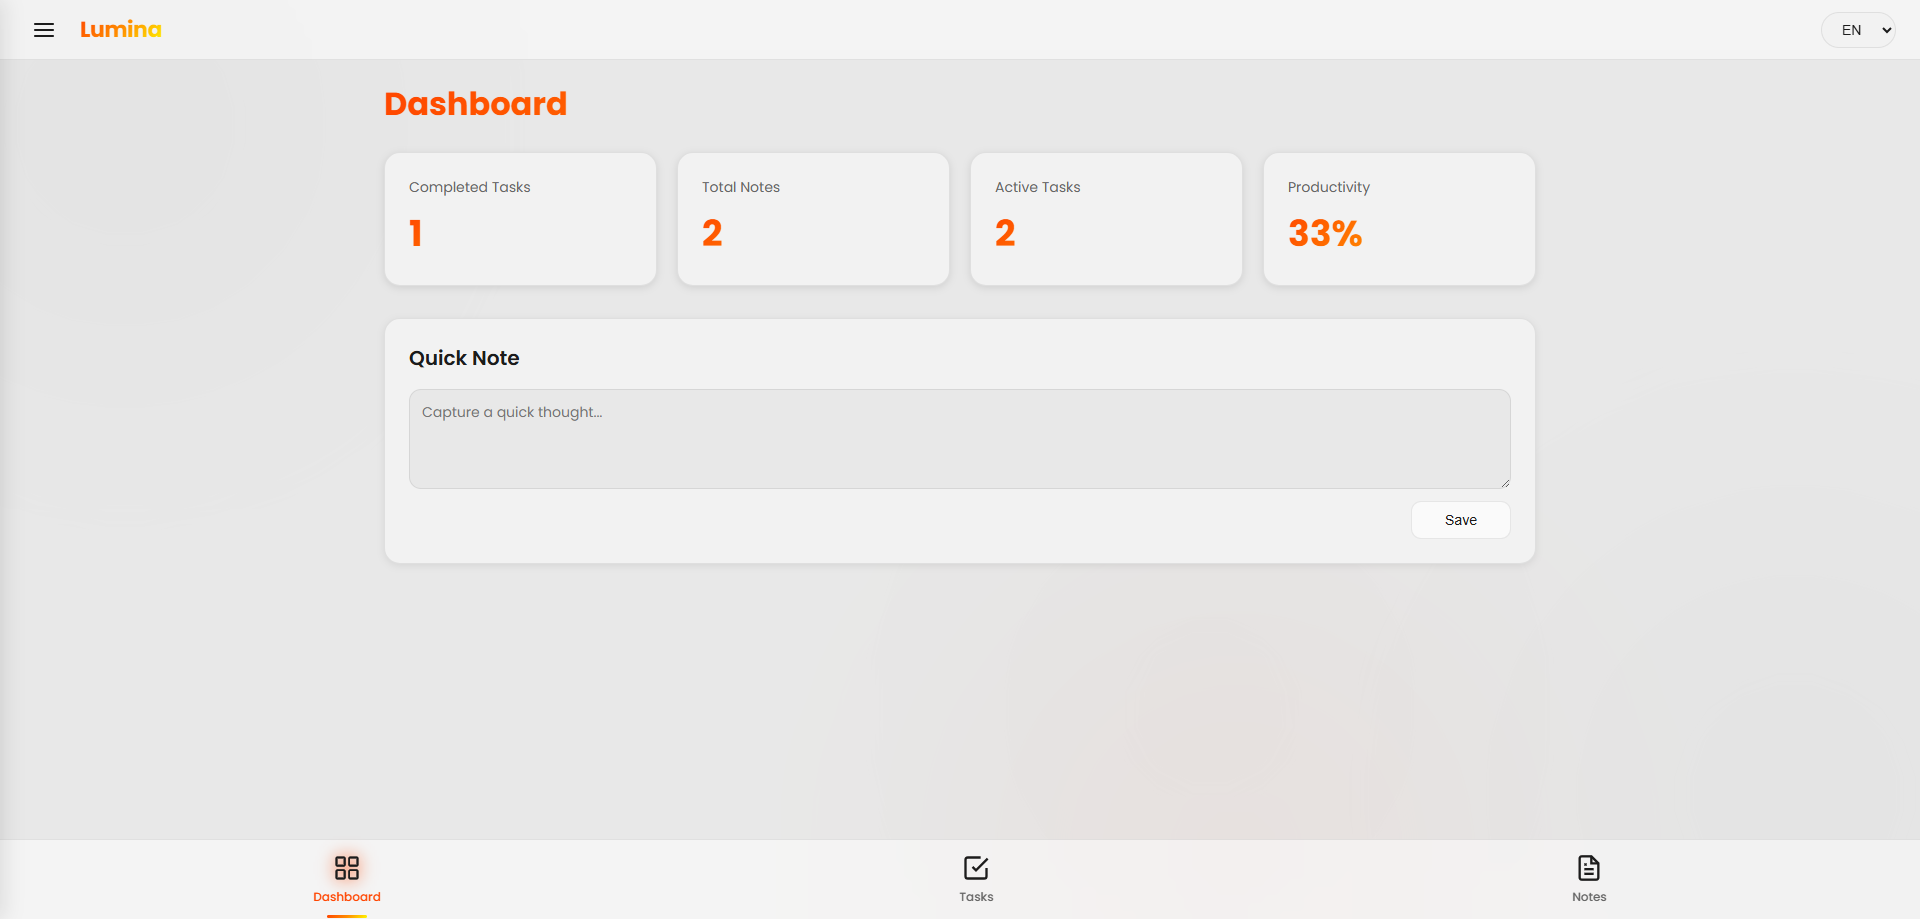 Lumina
EN
Dashboard
Completed Tasks
1
Total Notes
2
Active Tasks
2
Productivity
33%
Quick Note
Capture a quick thought...
Save
Dashboard
Tasks
Notes